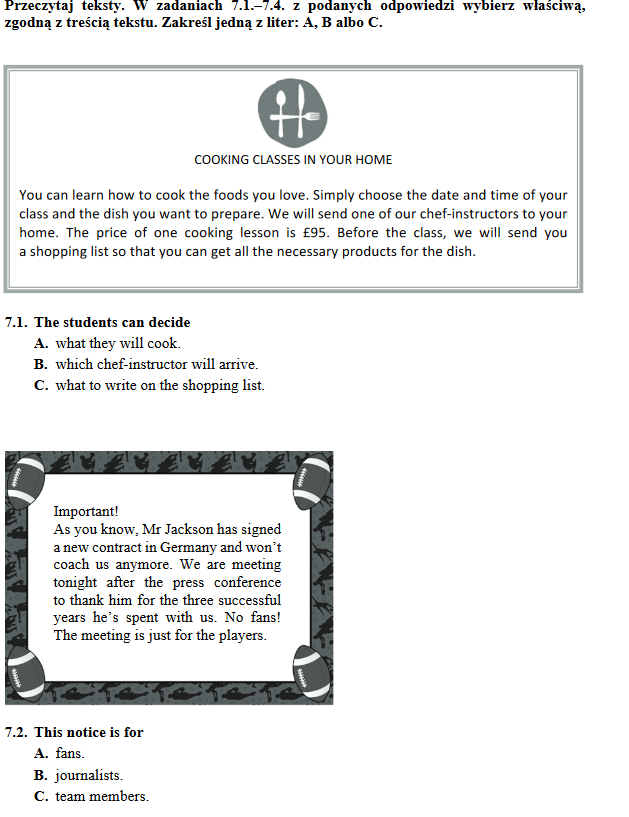 Przeczytaj teksty. W zadaniach 7.1.–7.4. z podanych odpowiedzi wybierz właściwą,
zgodną z treścią tekstu. Zakreśl jedną z liter: A, B albo C.
COOKING CLASSES IN YOUR HOME
You can learn how to cook the foods you love. Simply choose the date and time of your
class and the dish you want to prepare. We will send one of our chef-instructors to your
home. The price of one cooking lesson is £95. Before the class, we will send you
a shopping list so that you can get all the necessary products for the dish.
7.1. The students can decide
A. what they will cook.
B. which chef-instructor will arrive.
C. what to write on the shopping list.
Important!
As you know, Mr Jackson has signed
a new contract in Germany and won't
coach us anymore. We are meeting
tonight after the press conference
to thank him for the three successful
years he's spent with us. No fans!
The meeting is just for the players.
7.2. This notice is for
A. fans.
B. journalists.
C. team members.